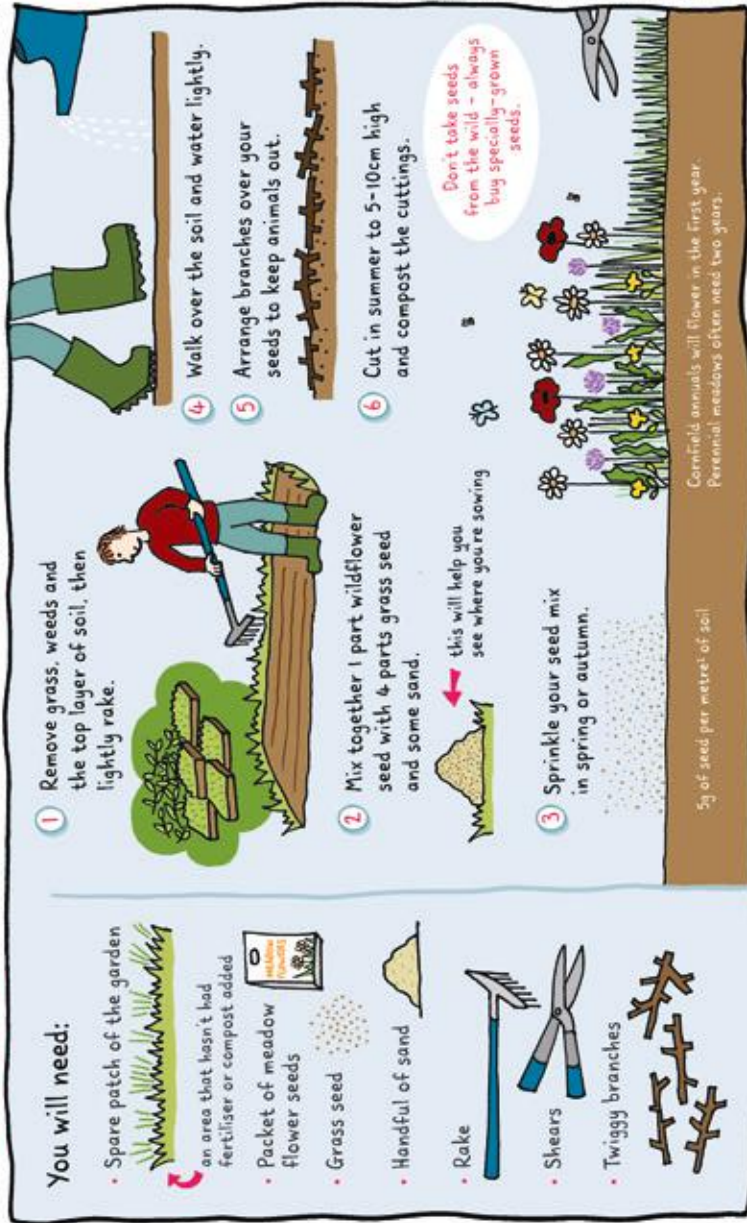 You will need:
• Spare patch of the garden
an area that hasn't had
fertiliser or compost added
• Packet of meadow
flower seeds
MEADOW
FLOWERS
• Grass seed
• Handful of sand
• Rake
• Shears
• Twiggy branches
1 Remove grass, weeds and
the top layer of soil, then
lightly rake.
2 Mix together 1 part wildflower
seed with 4 parts grass seed
and some sand.
this will help you
see where you're sowing
3 Sprinkle your seed mix
in spring or autumn.
5g of seed per metre² of soil
4 Walk over the soil and water lightly.
5 Arrange branches over your
seeds to keep animals out.
6 Cut in summer to 5-10cm high
and compost the cuttings.
Don't take seeds
from the wild - always
buy specially-grown
seeds.
Cornfield annuals will flower in the first year.
Perennial meadows often need two years.